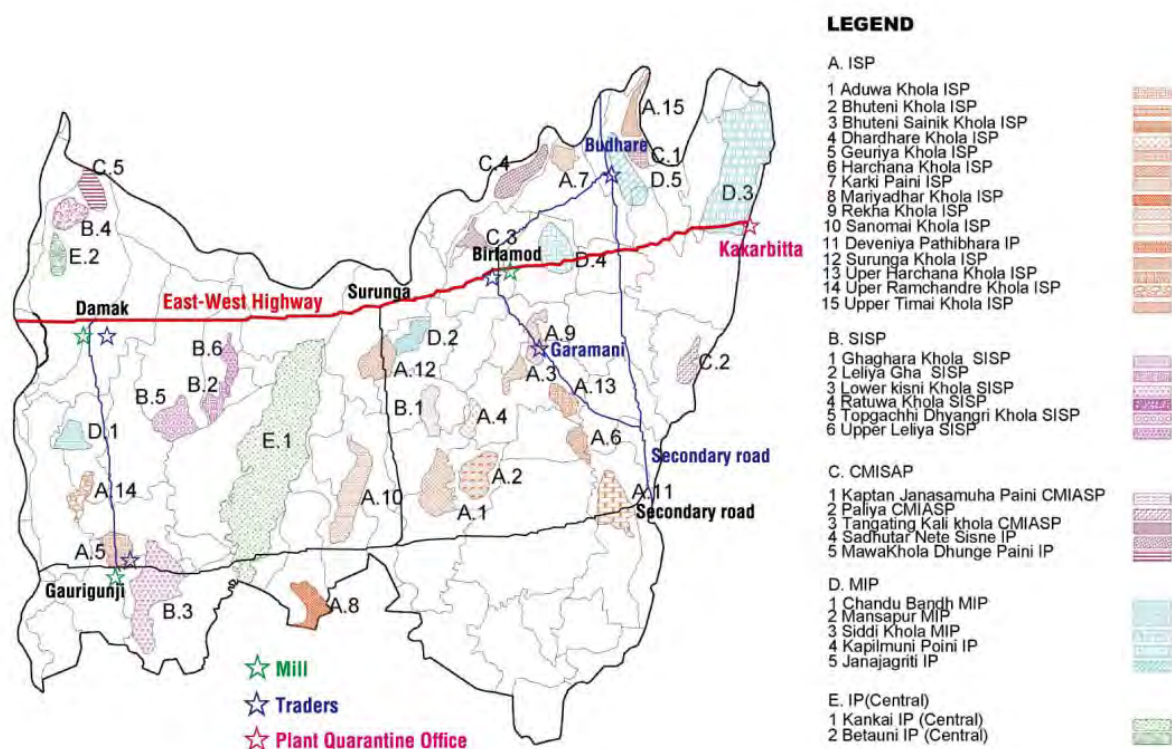 LEGEND
A. ISP
1 Aduwa Khola ISP
2 Bhuteni Khola ISP
3 Bhuteni Sainik Khola ISP
4 Dhardhare Khola ISP
5 Geuriya Khola ISP
6 Harchana Khola ISP
7 Karki Paini ISP
8 Mariyadhar Khola ISP
9 Rekha Khola ISP
10 Sanomai Khola ISP
11 Deveniya Pathibhara IP
12 Surunga Khola ISP
13 Uper Harchana Khola ISP
14 Uper Ramchandre Khola ISP
15 Upper Timai Khola ISP
B. SISP
1 Ghaghara Khola SISP
2 Leliya Gha SISP
3 Lower kisni Khola SISP
4 Ratuwa Khola SISP
5 Topgachhi Dhyangri Khola SISP
6 Upper Leliya SISP
C. CMISAP
1 Kaptan Janasamuha Paini CMIASP
2 Paliya CMIASP
3 Tangating Kali khola CMIASP
4 Sadhutar Nete Sisne IP
5 MawaKhola Dhunge Paini IP
D. MIP
1 Chandu Bandh MIP
2 Mansapur MIP
3 Siddi Khola MIP
4 Kapilmuni Poini IP
5 Janajagriti IP
E. IP(Central)
1 Kankai IP (Central)
2 Betauni IP (Central)
A.15
Budhare
C.5
C.4
A.7
C.1
D.5
D.3
B.4
E.2
C.3
Birlamod
D.4
Kakarbitta
Damak
East-West Highway
Surunga
B.6
D.2
A.9
Garamani
A.12
A.3
C.2
B.2
B.5
B.1
A.4
A.13
D.1
E.1
A.6
Secondary road
A.14
A.10
A.2
A.1
A.11
Secondary road
A.5
Gaurigunji
B.3
A.8
Mill
Traders
Plant Quarantine Office